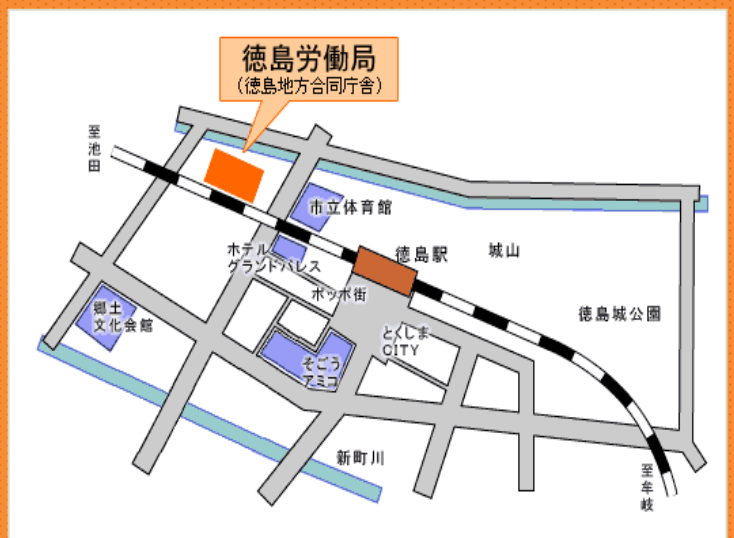 徳島労働局
(徳島地方合同庁舎)
至池田
市立体育館
ホテル
グランドパレス
徳島駅
城山
ポッポ街
徳島城公園
郷土
文化会館
とくしま
CITY
そごう
アミコ
新町川
至牟岐